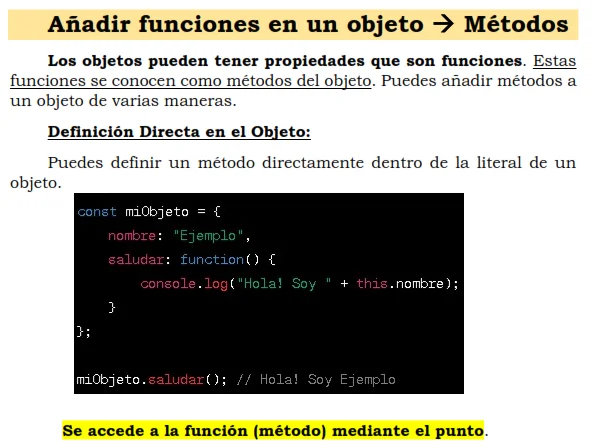 Añadir funciones en un objeto → Métodos
Los objetos pueden tener propiedades que son funciones. Estas
funciones se conocen como métodos del objeto. Puedes añadir métodos a
un objeto de varias maneras.
Definición Directa en el Objeto:
Puedes definir un método directamente dentro de la literal de un
objeto.
const miObjeto = {
nombre: "Ejemplo",
saludar: function() {
console.log("Hola! Soy " + this.nombre);
}
};
miObjeto.saludar(); // Hola! Soy Ejemplo
Se accede a la función (método) mediante el punto.